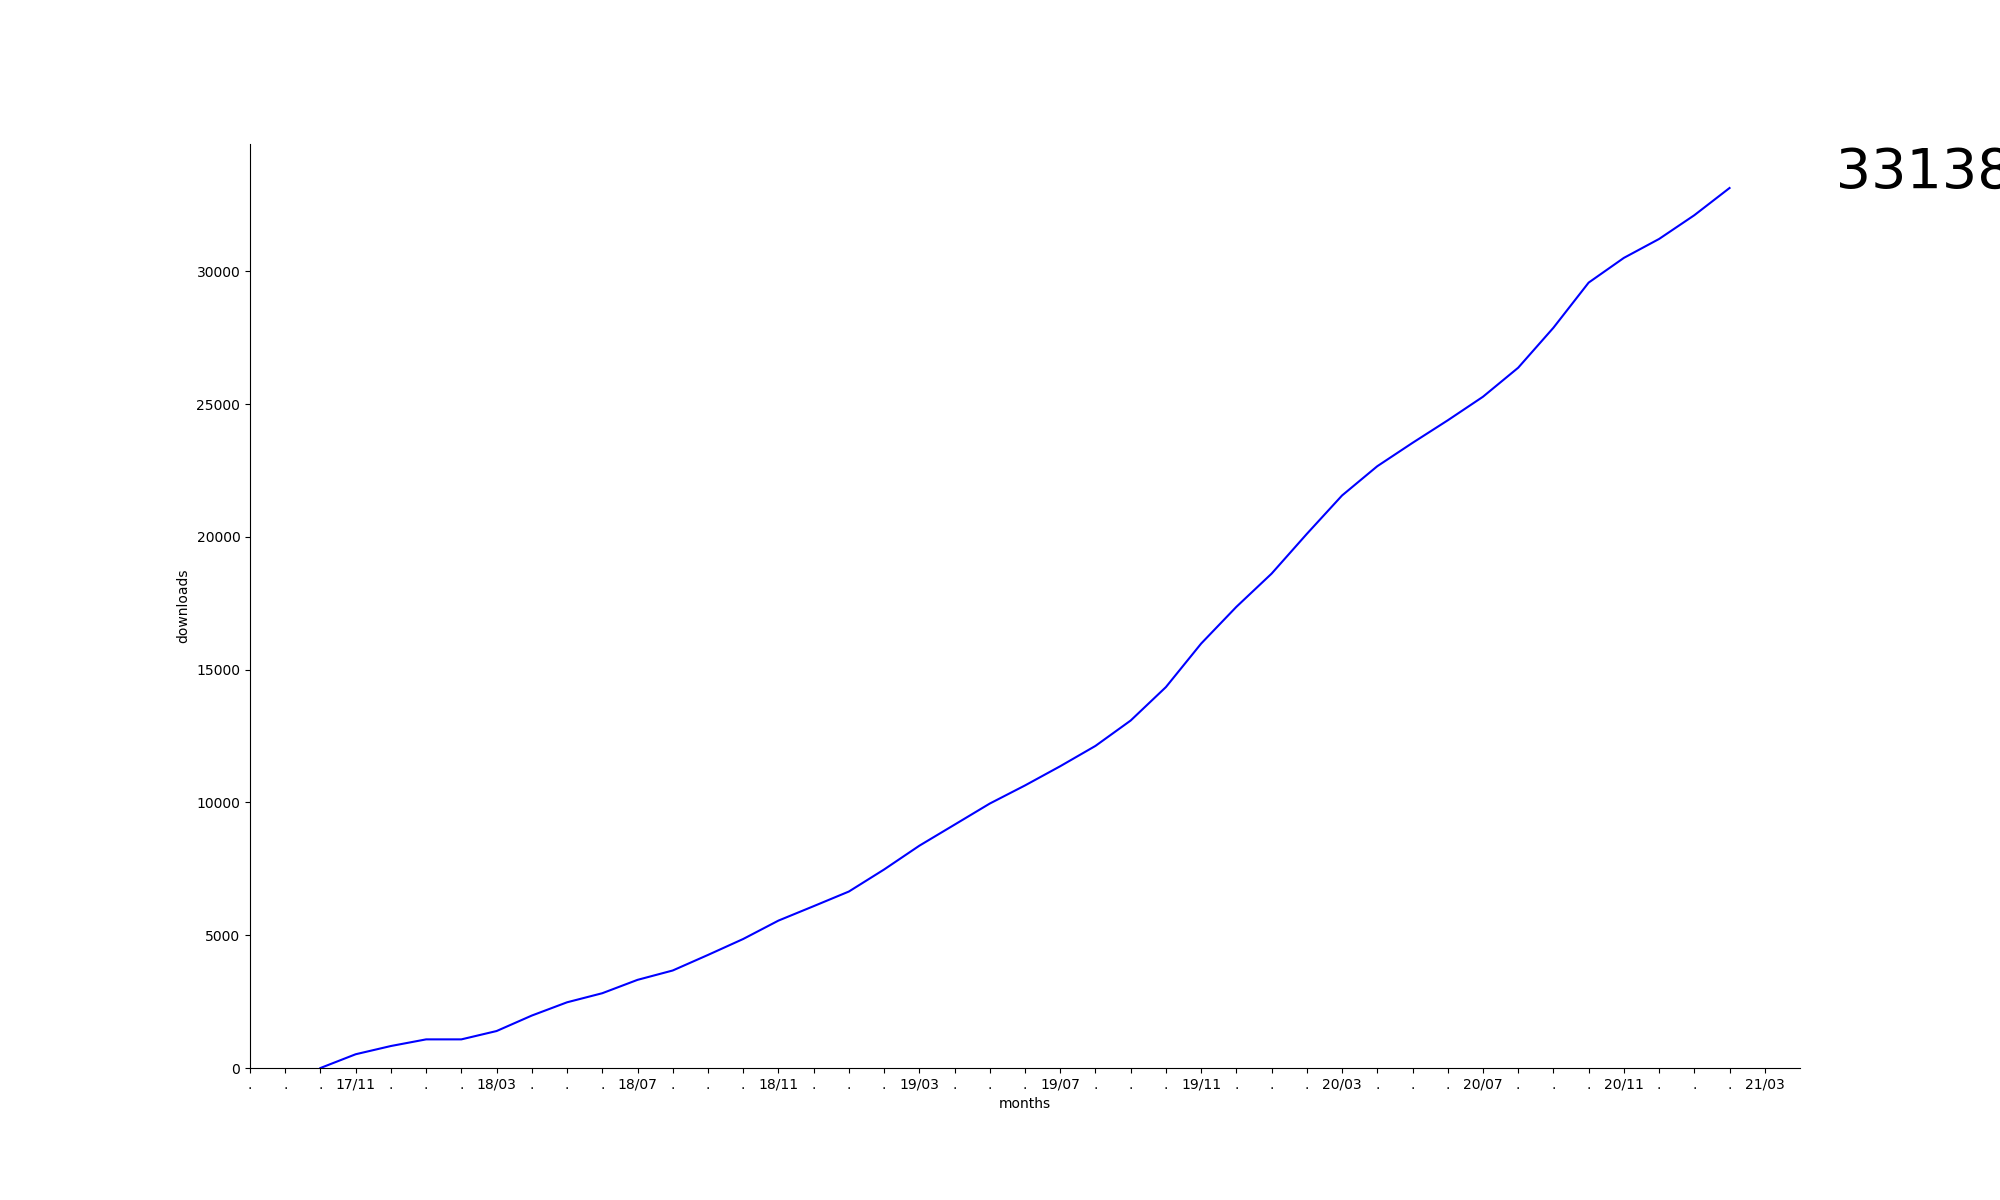 33138
30000
25000
20000
15000
10000
5000
0
downloads
. . . 17/11 . . . 18/03 . . . 18/07 . . . 18/11 . . . 19/03 . . . 19/07 . . . 19/11 . . . 20/03 . . . 20/07 . . . 20/11 . . . 21/03
months